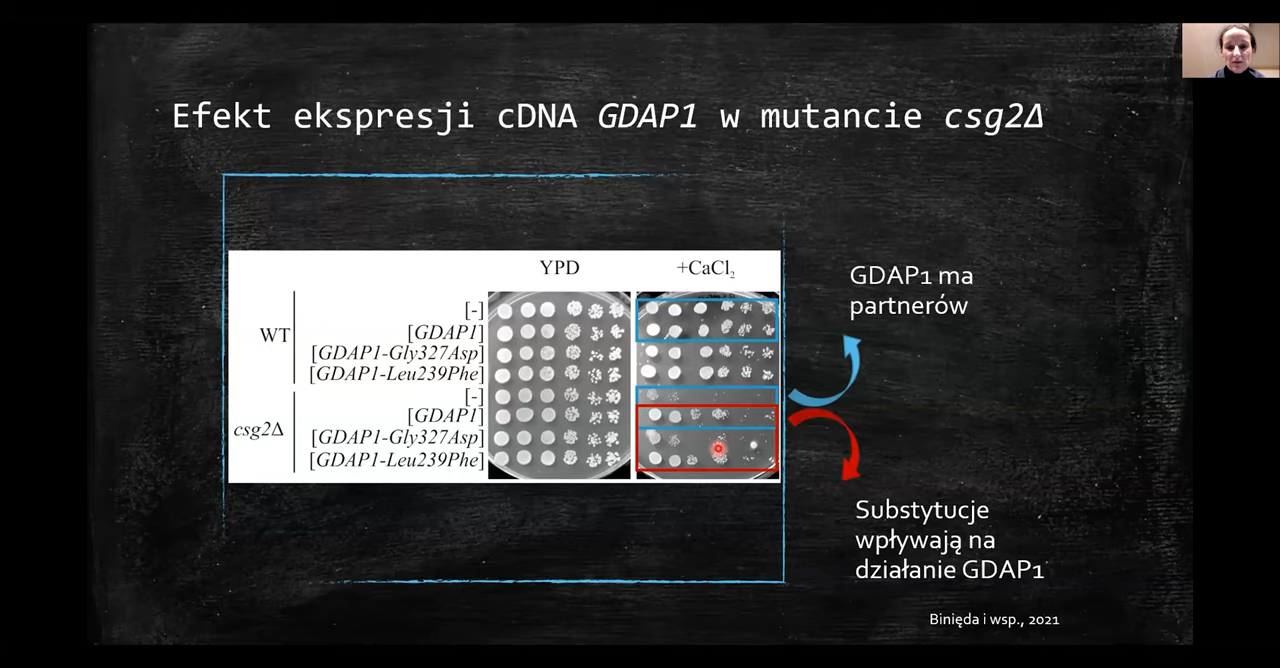 Efekt ekspresji cDNA GDAP1 w mutancie csg2Δ
YPD
+CaCl₂
WT
[-]
[GDAP1]
[GDAP1-Gly327Asp]
[GDAP1-Leu239Phe]
csg2Δ
[-]
[GDAP1]
[GDAP1-Gly327Asp]
[GDAP1-Leu239Phe]
GDAP1 ma
partnerów
Substytucje
wpływają na
działanie GDAP1
Binięda i wsp., 2021